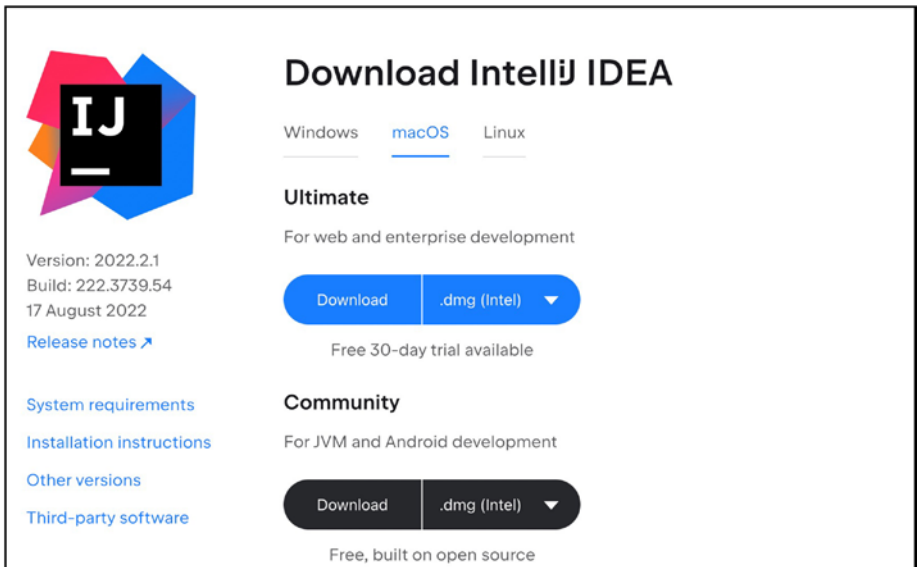 IJ
Version: 2022.2.1
Build: 222.3739.54
17 August 2022
Release notes ↗
System requirements
Installation instructions
Other versions
Third-party software
Download IntelliJ IDEA
Windows macOS Linux
Ultimate
For web and enterprise development
Download .dmg (Intel)
Free 30-day trial available
Community
For JVM and Android development
Download .dmg (Intel)
Free, built on open source